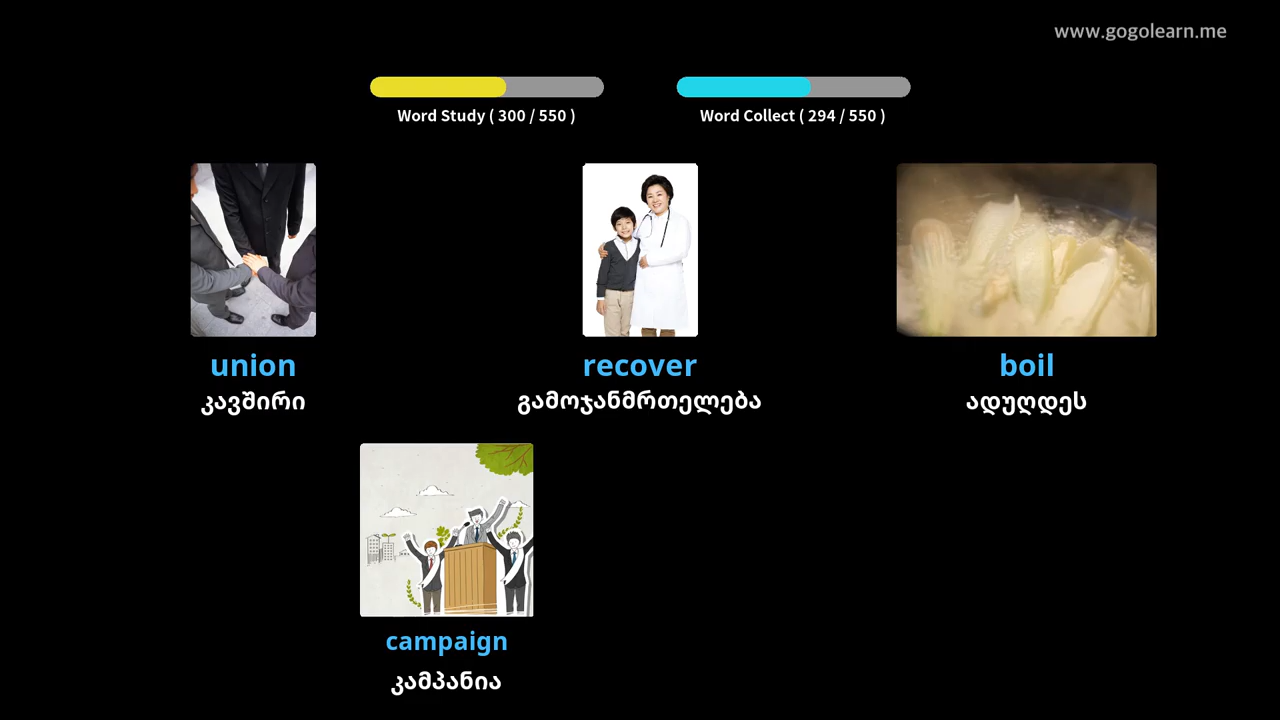 www.gogolearn.me
Word Study ( 300 / 550 )
Word Collect ( 294 / 550 )
union
კავშირი
recover
გამოჯანმრთელება
boil
ადუღდეს
campaign
კამპანია